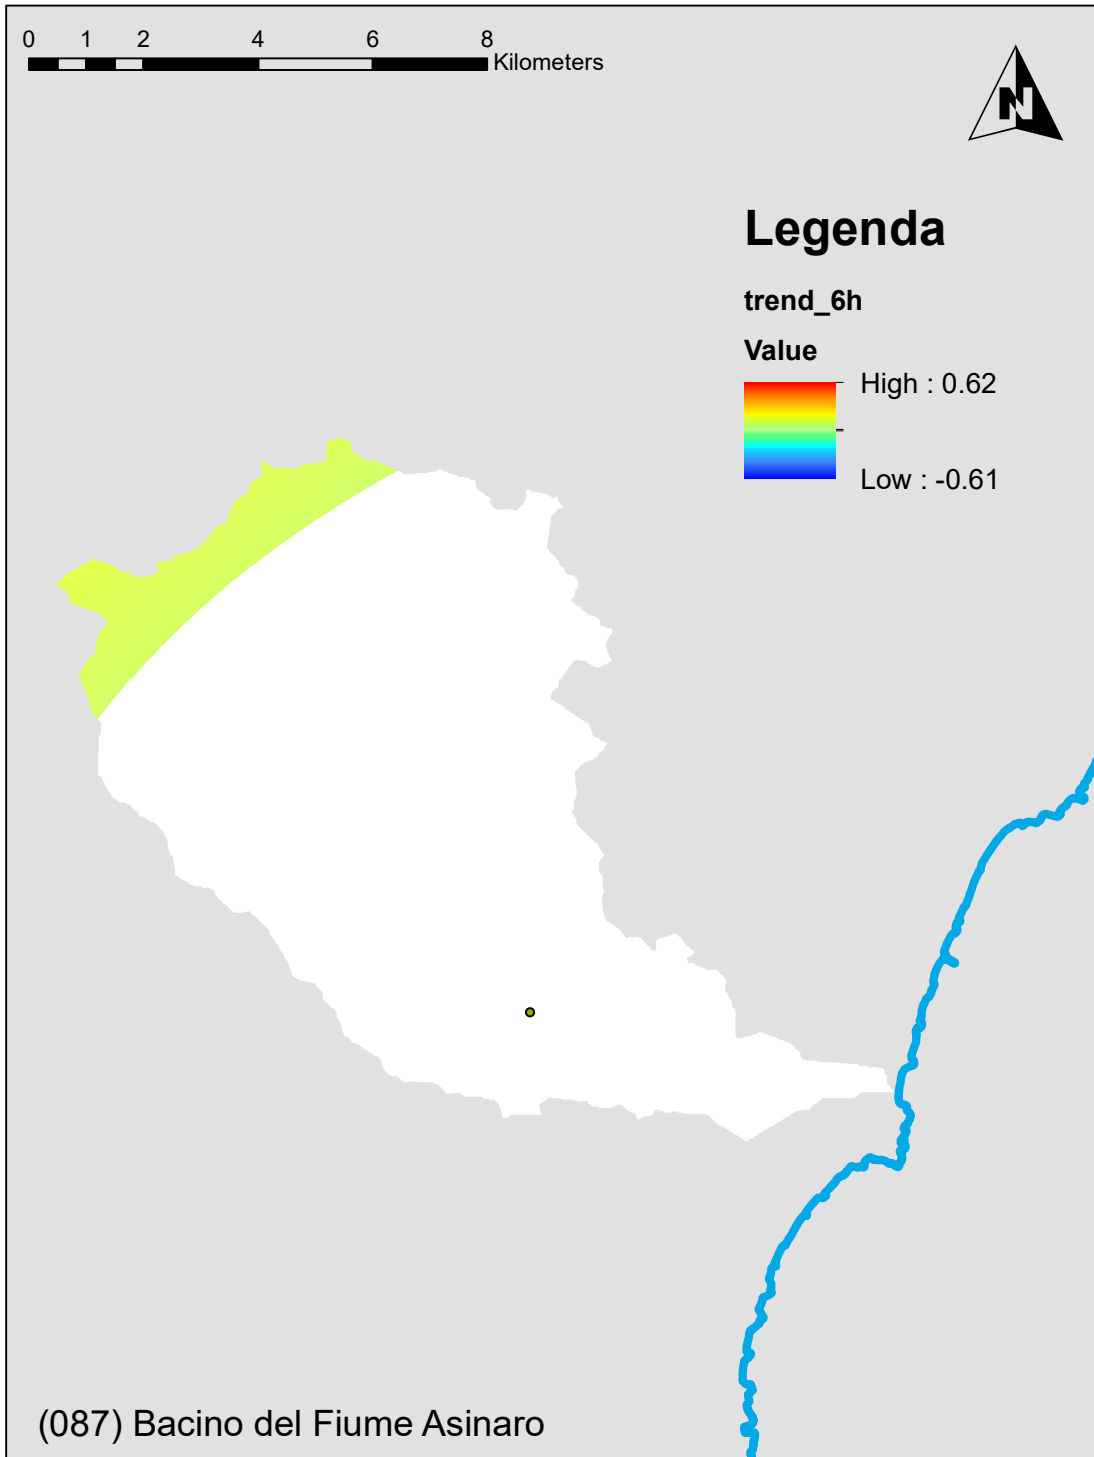 0 1 2 4 6 8
Kilometers
N
Legenda
trend_6h
Value
High : 0.62
Low : -0.61
(087) Bacino del Fiume Asinaro